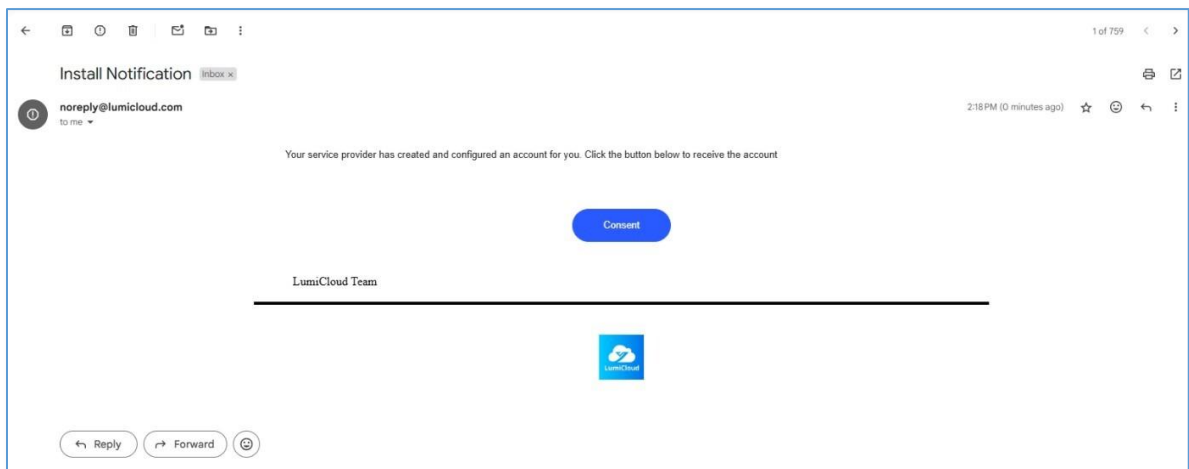 1 of 759
Install Notification Inbox x
noreply@lumicloud.com
2:18 PM (0 minutes ago)
to me
Your service provider has created and configured an account for you. Click the button below to receive the account
Consent
LumiCloud Team
LumiCloud
Reply
Forward